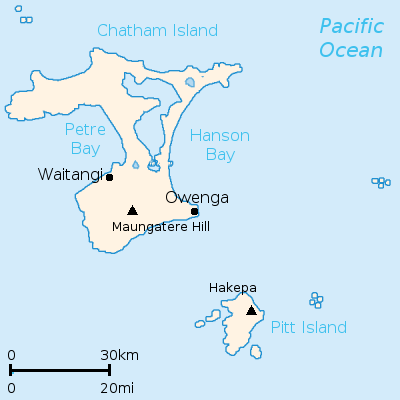 Chatham Island
Pacific
Ocean
Petre
Bay
Hanson
Bay
Waitangi
Owenga
Maungatere Hill
Hakepa
Pitt Island
0 30km
0 20mi